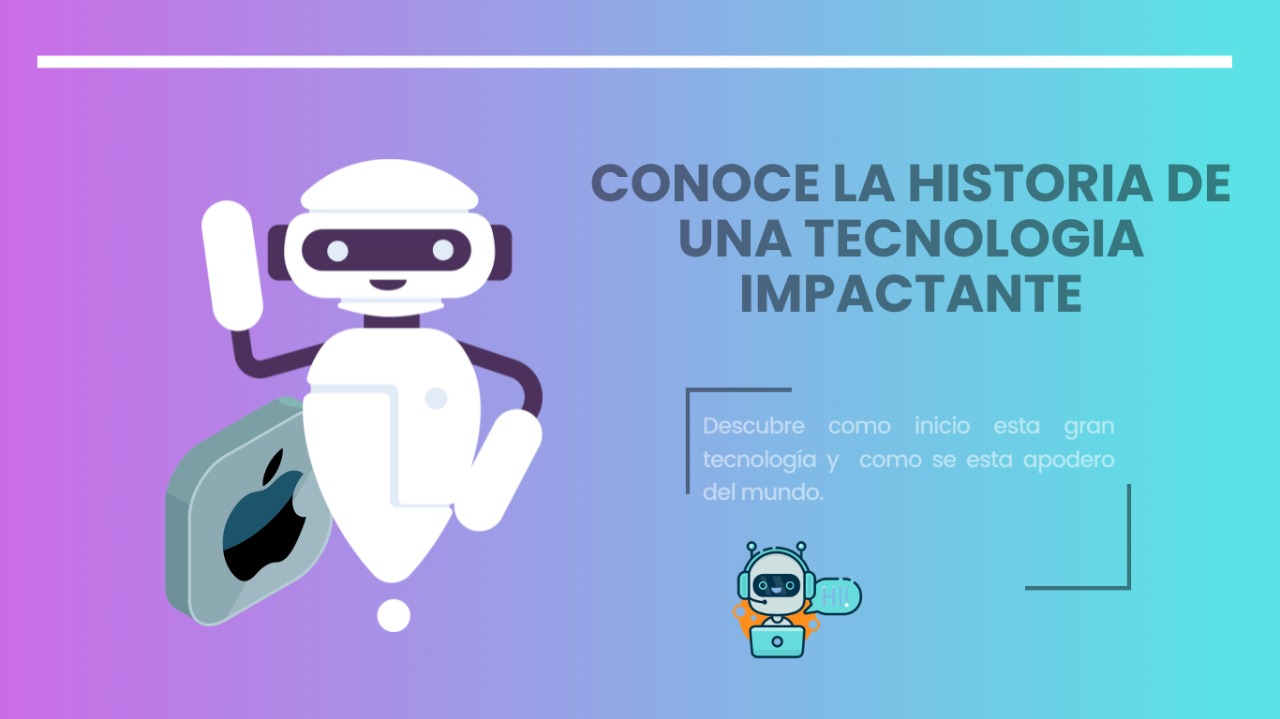 CONOCE LA HISTORIA DE
UNA TECNOLOGIA
IMPACTANTE
Descubre como inicio esta gran
tecnología y como se esta apodero
del mundo.
HI!